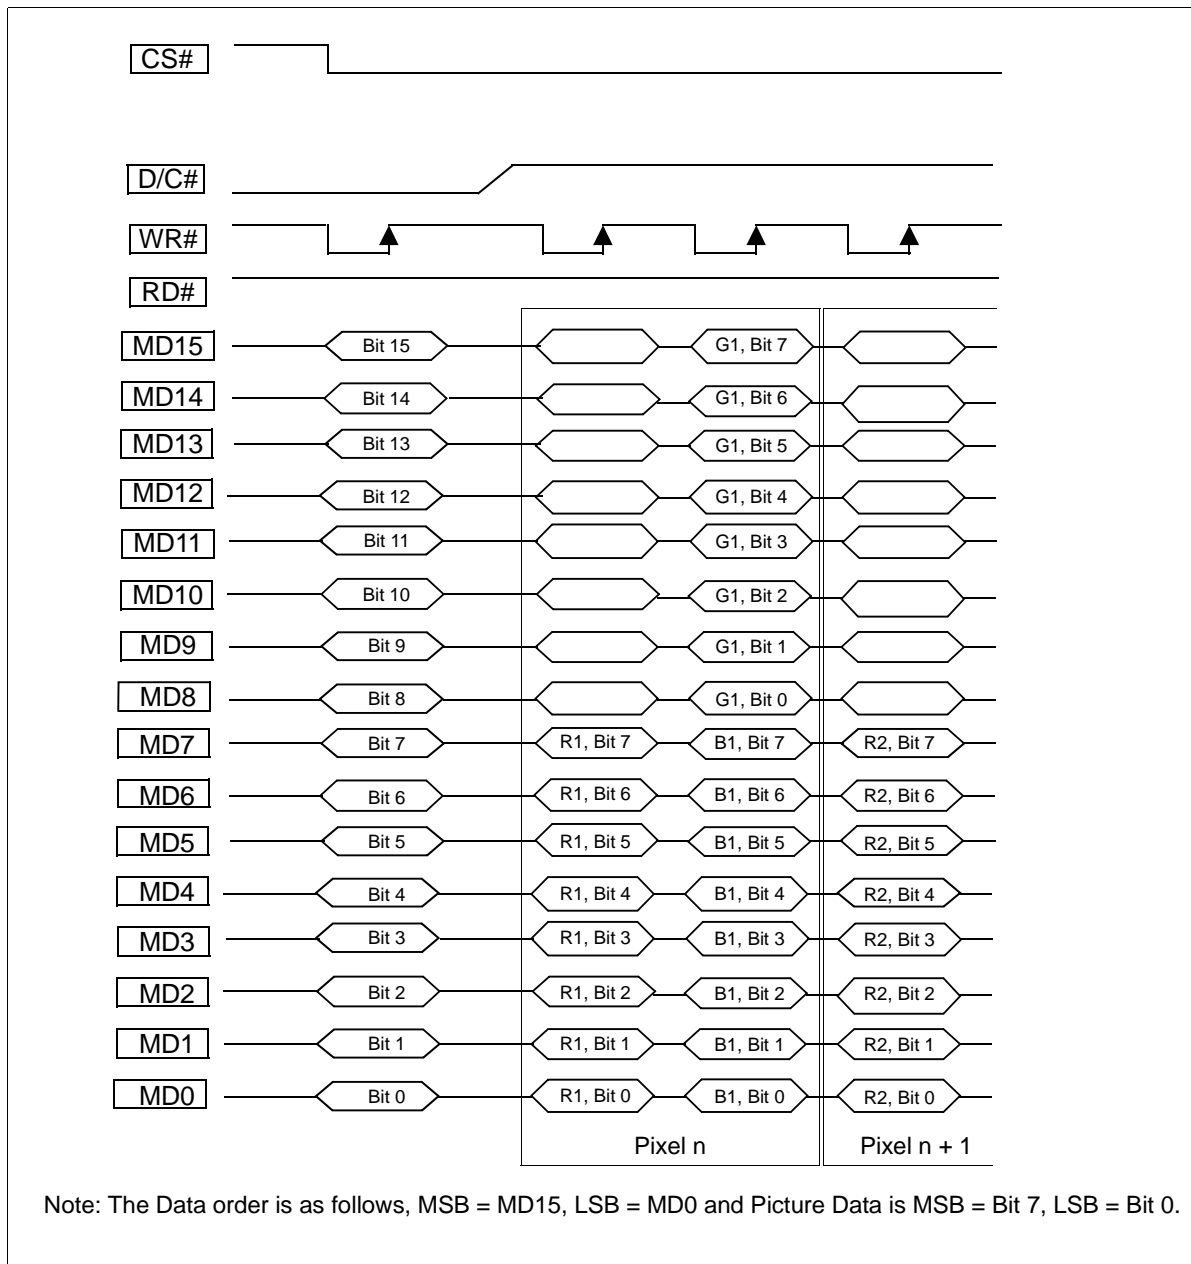 CS#
D/C#
WR#
RD#
MD15 Bit 15 G1, Bit 7
MD14 Bit 14 G1, Bit 6
MD13 Bit 13 G1, Bit 5
MD12 Bit 12 G1, Bit 4
MD11 Bit 11 G1, Bit 3
MD10 Bit 10 G1, Bit 2
MD9 Bit 9 G1, Bit 1
MD8 Bit 8 G1, Bit 0
MD7 Bit 7 R1, Bit 7 B1, Bit 7 R2, Bit 7
MD6 Bit 6 R1, Bit 6 B1, Bit 6 R2, Bit 6
MD5 Bit 5 R1, Bit 5 B1, Bit 5 R2, Bit 5
MD4 Bit 4 R1, Bit 4 B1, Bit 4 R2, Bit 4
MD3 Bit 3 R1, Bit 3 B1, Bit 3 R2, Bit 3
MD2 Bit 2 R1, Bit 2 B1, Bit 2 R2, Bit 2
MD1 Bit 1 R1, Bit 1 B1, Bit 1 R2, Bit 1
MD0 Bit 0 R1, Bit 0 B1, Bit 0 R2, Bit 0
Pixel n Pixel n + 1
Note: The Data order is as follows, MSB = MD15, LSB = MD0 and Picture Data is MSB = Bit 7, LSB = Bit 0.